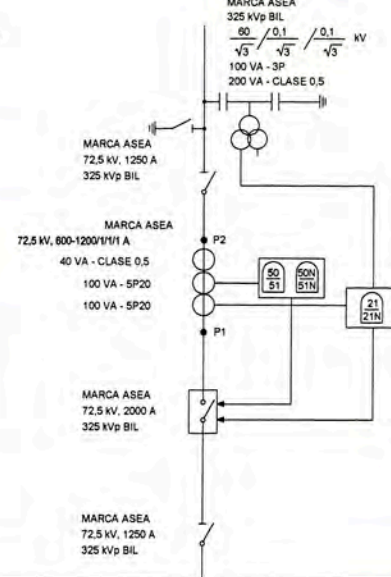 MARCA ASEA
325 kVp BIL
60/√3 / 0,1/√3 / 0,1/√3 kV
100 VA - 3P
200 VA - CLASE 0,5
MARCA ASEA
72,5 kV, 1250 A
325 kVp BIL
MARCA ASEA
72,5 kV, 600-1200/1/1/1 A
P2
40 VA - CLASE 0,5
100 VA - 5P20
100 VA - 5P20
50
51
50N
51N
21
21N
P1
MARCA ASEA
72,5 kV, 2000 A
325 kVp BIL
MARCA ASEA
72,5 kV, 1250 A
325 kVp BIL